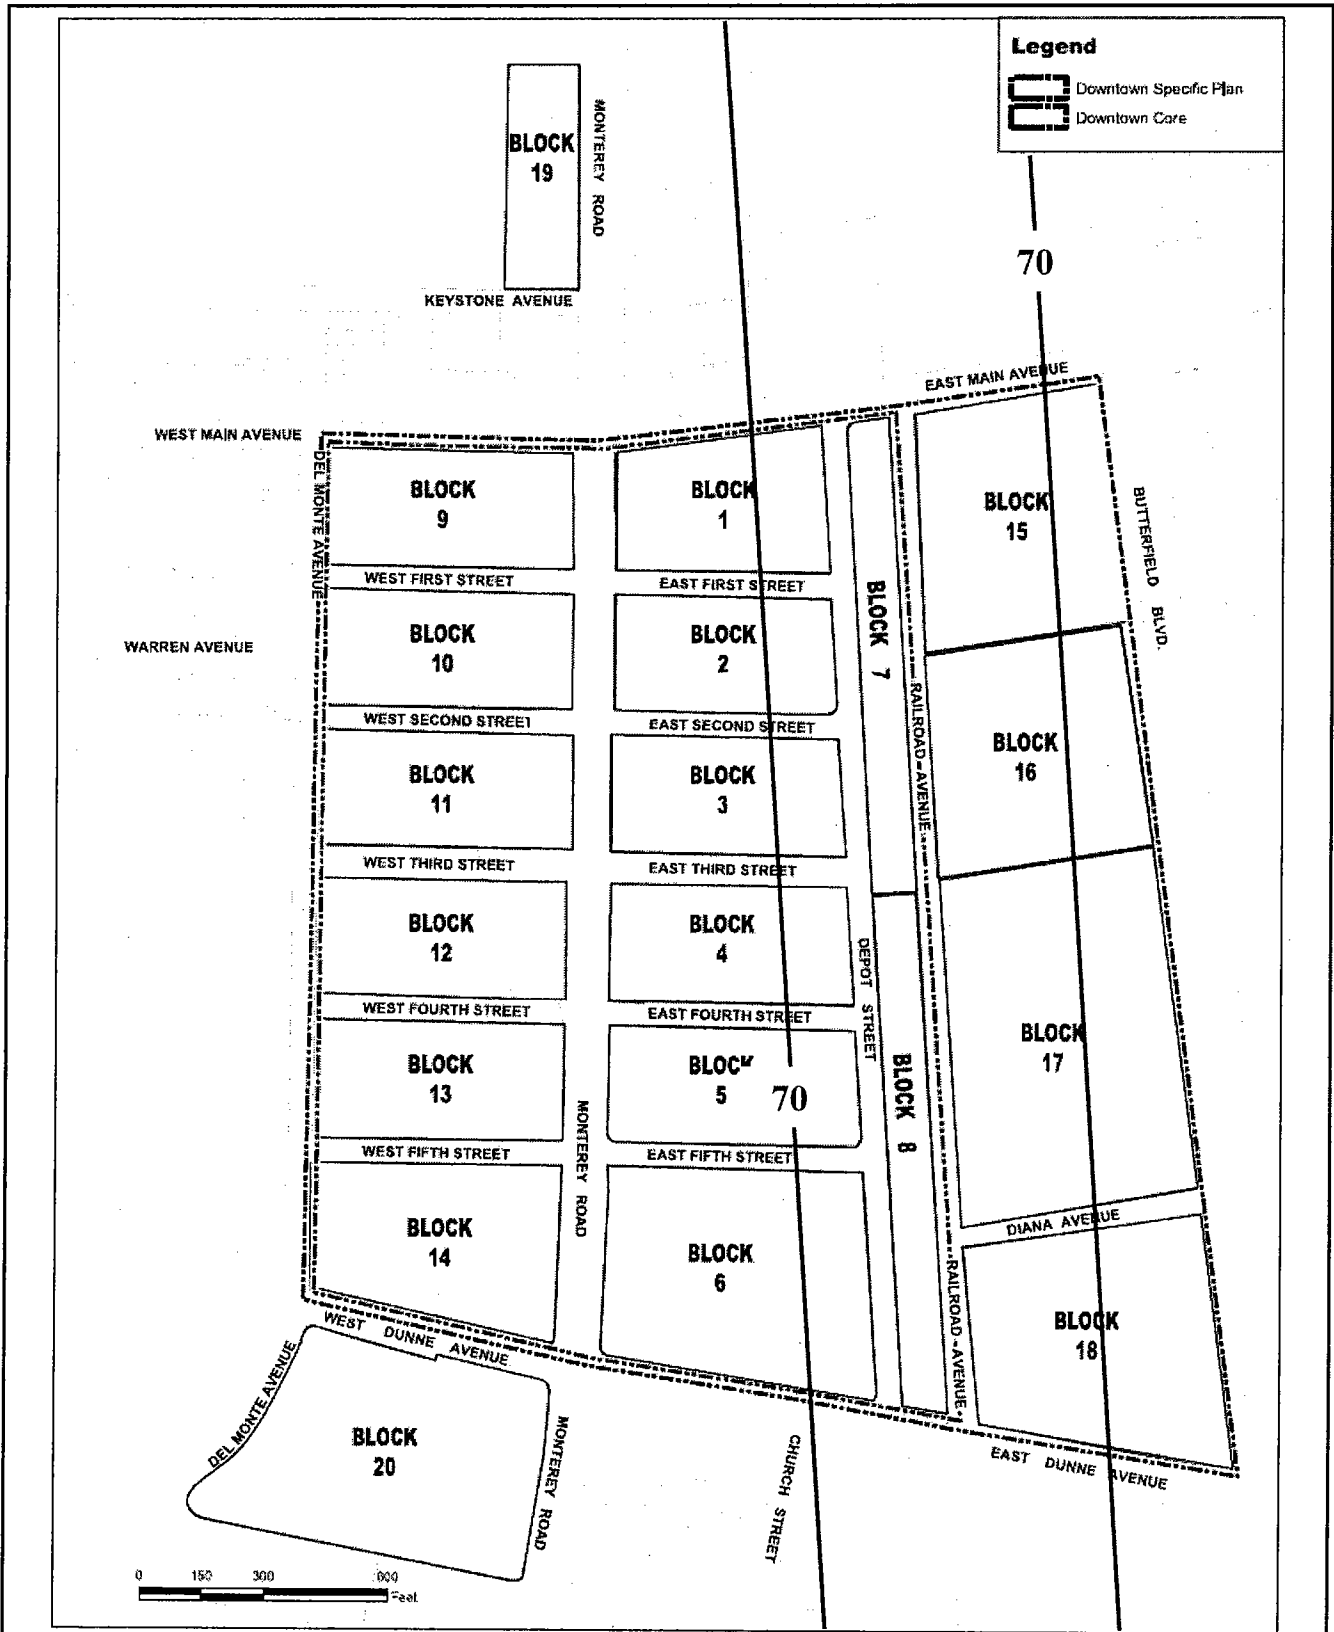 Legend
Downtown Specific Plan
Downtown Core
BLOCK
19
MONTEREY ROAD
70
KEYSTONE AVENUE
EAST MAIN AVENUE
WEST MAIN AVENUE
DEL MONTE AVENUE
BLOCK
9
BLOCK
1
BLOCK
15
BUTTERFIELD BLVD.
WEST FIRST STREET
EAST FIRST STREET
BLOCK 7
WARREN AVENUE
BLOCK
10
BLOCK
2
RAILROAD AVENUE
WEST SECOND STREET
EAST SECOND STREET
BLOCK
16
BLOCK
11
BLOCK
3
WEST THIRD STREET
EAST THIRD STREET
BLOCK
12
BLOCK
4
DEPOT STREET
WEST FOURTH STREET
EAST FOURTH STREET
BLOCK
17
BLOCK
13
BLOCK
5
70
BLOCK 8
MONTEREY ROAD
WEST FIFTH STREET
EAST FIFTH STREET
DIANA AVENUE
BLOCK
14
BLOCK
6
RAILROAD AVENUE
BLOCK
18
WEST DUNNE AVENUE
DEL MONTE AVENUE
BLOCK
20
MONTEREY ROAD
CHURCH STREET
EAST DUNNE AVENUE
0 150 300 600
Feet